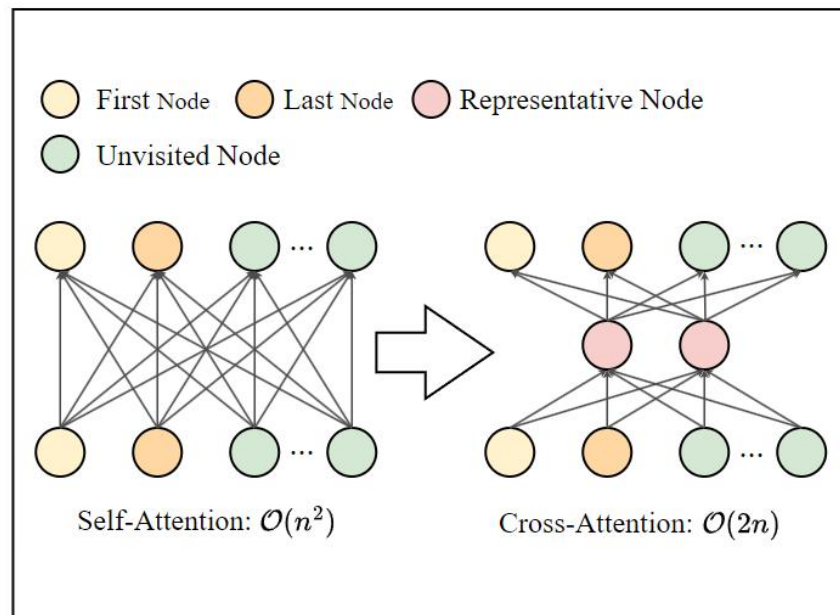 First Node Last Node Representative Node
Unvisited Node
... ...
... ...
Self-Attention: 𝒪(n²) Cross-Attention: 𝒪(2n)